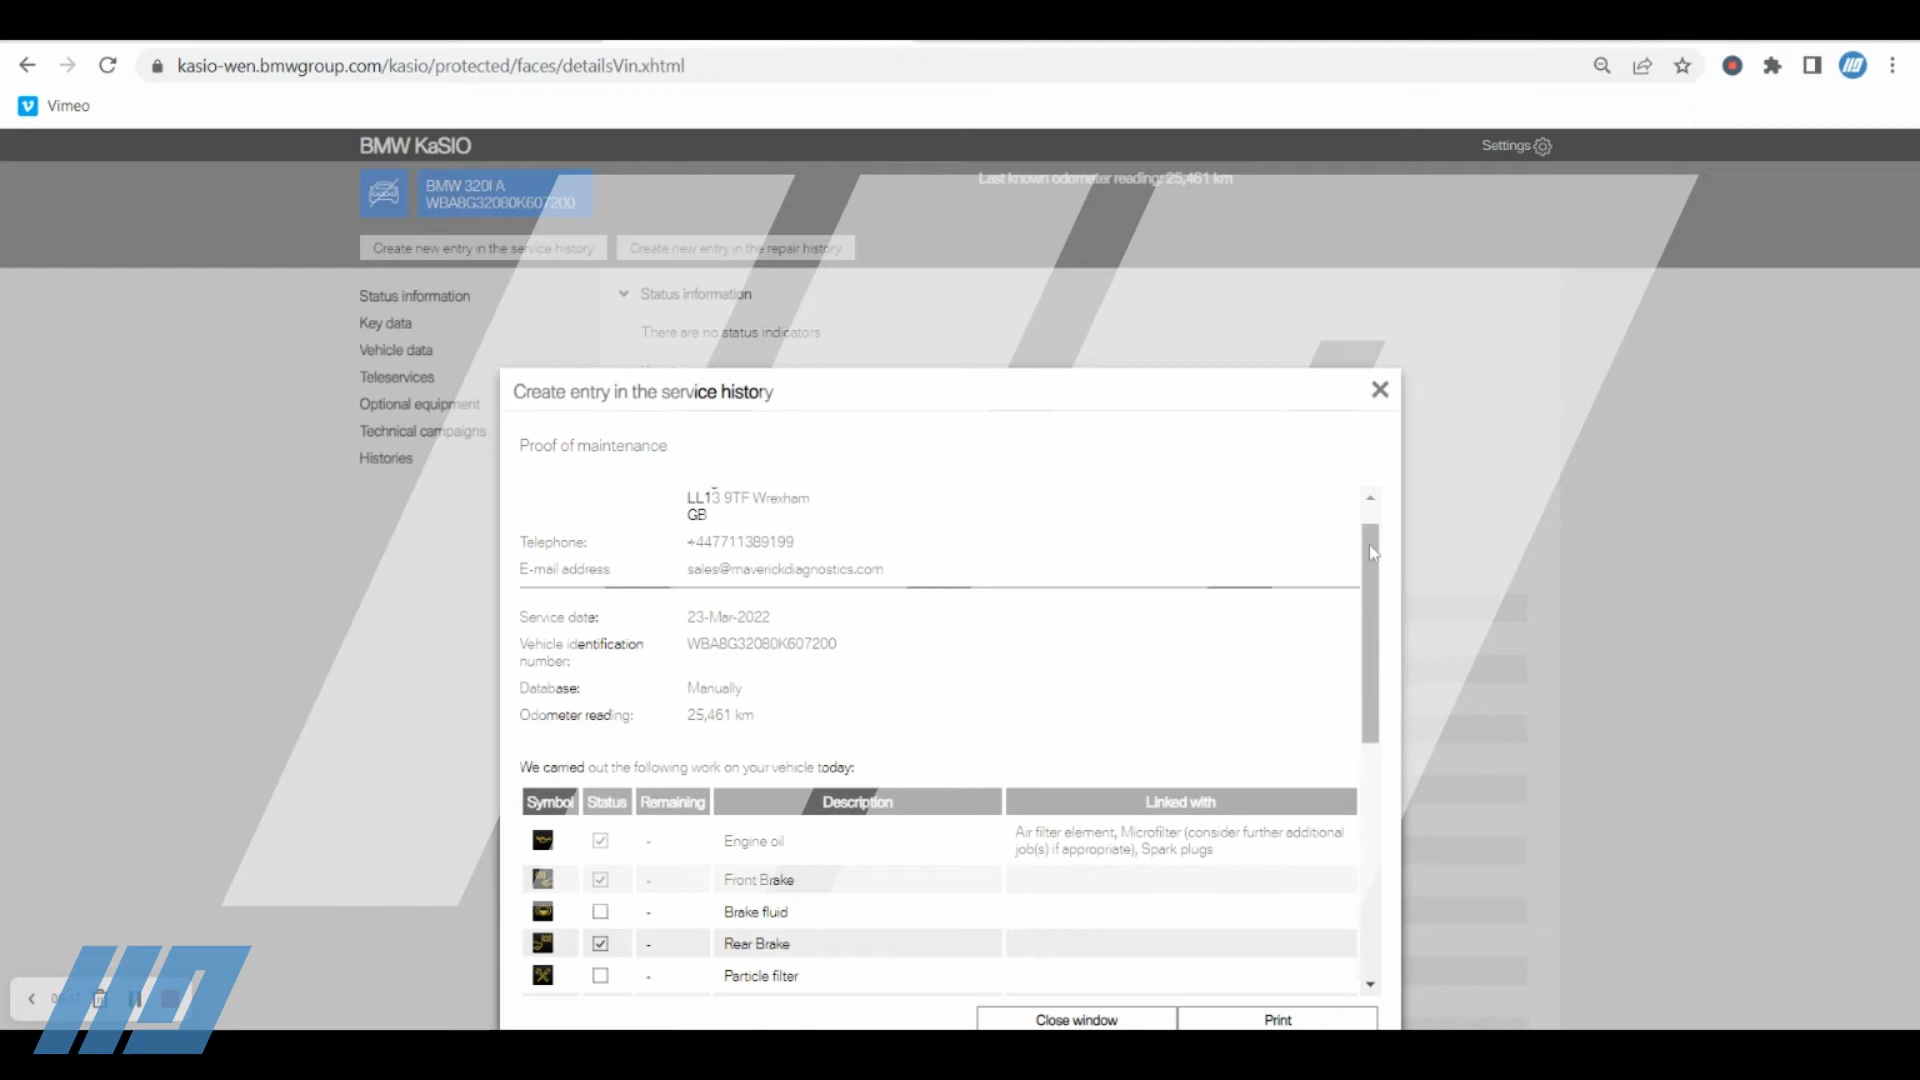 kasio-wen.bmwgroup.com/kasio/protected/faces/detailsVin.xhtml
Vimeo
BMW KaSIO
Settings
BMW 320I A
WBA8G32080K607200
Last known odometer reading: 25,461 km
Create new entry in the service history
Create new entry in the repair history
Status information
Key data
Vehicle data
Teleservices
Optional equipment
Technical campaigns
Histories
Status information
There are no status indicators
Create entry in the service history
Proof of maintenance
LL13 9TF Wrexham
GB
Telephone: +447711389199
E-mail address sales@maverickdiagnostics.com
Service date: 23-Mar-2022
Vehicle identification number: WBA8G32080K607200
Database: Manually
Odometer reading: 25,461 km
We carried out the following work on your vehicle today:
Symbol Status Remaining Description Linked with
- Engine oil Air filter element, Microfilter (consider further additional job(s) if appropriate), Spark plugs
- Front Brake
- Brake fluid
- Rear Brake
- Particle filter
Close window Print